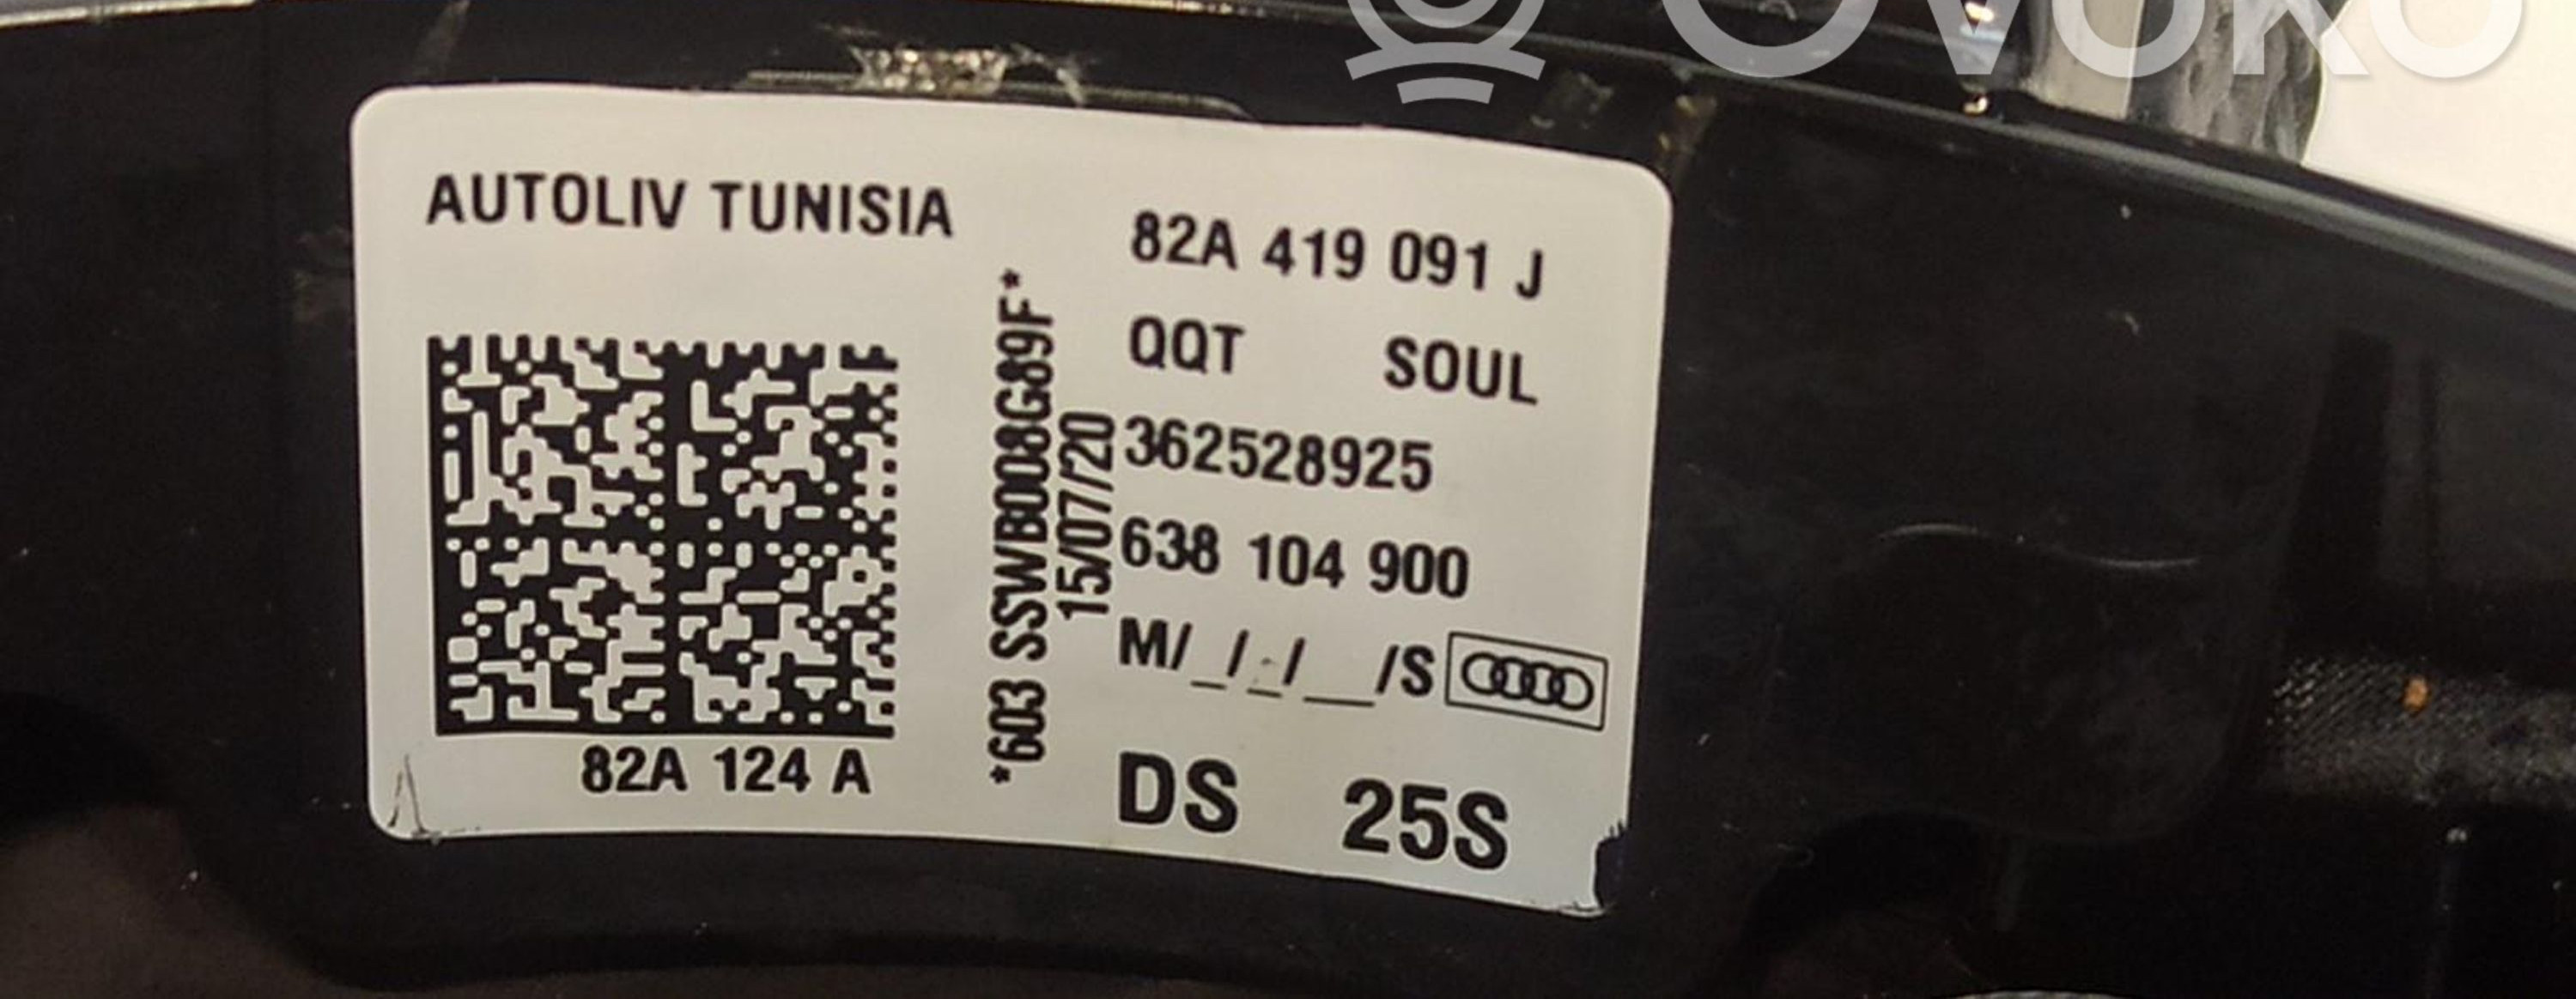 OVOKO
AUTOLIV TUNISIA
82A 124 A
*603 SSWB008G89F*
15/07/20
82A 419 091 J
QQT SOUL
362528925
638 104 900
M/_/_/__/S
DS 25S